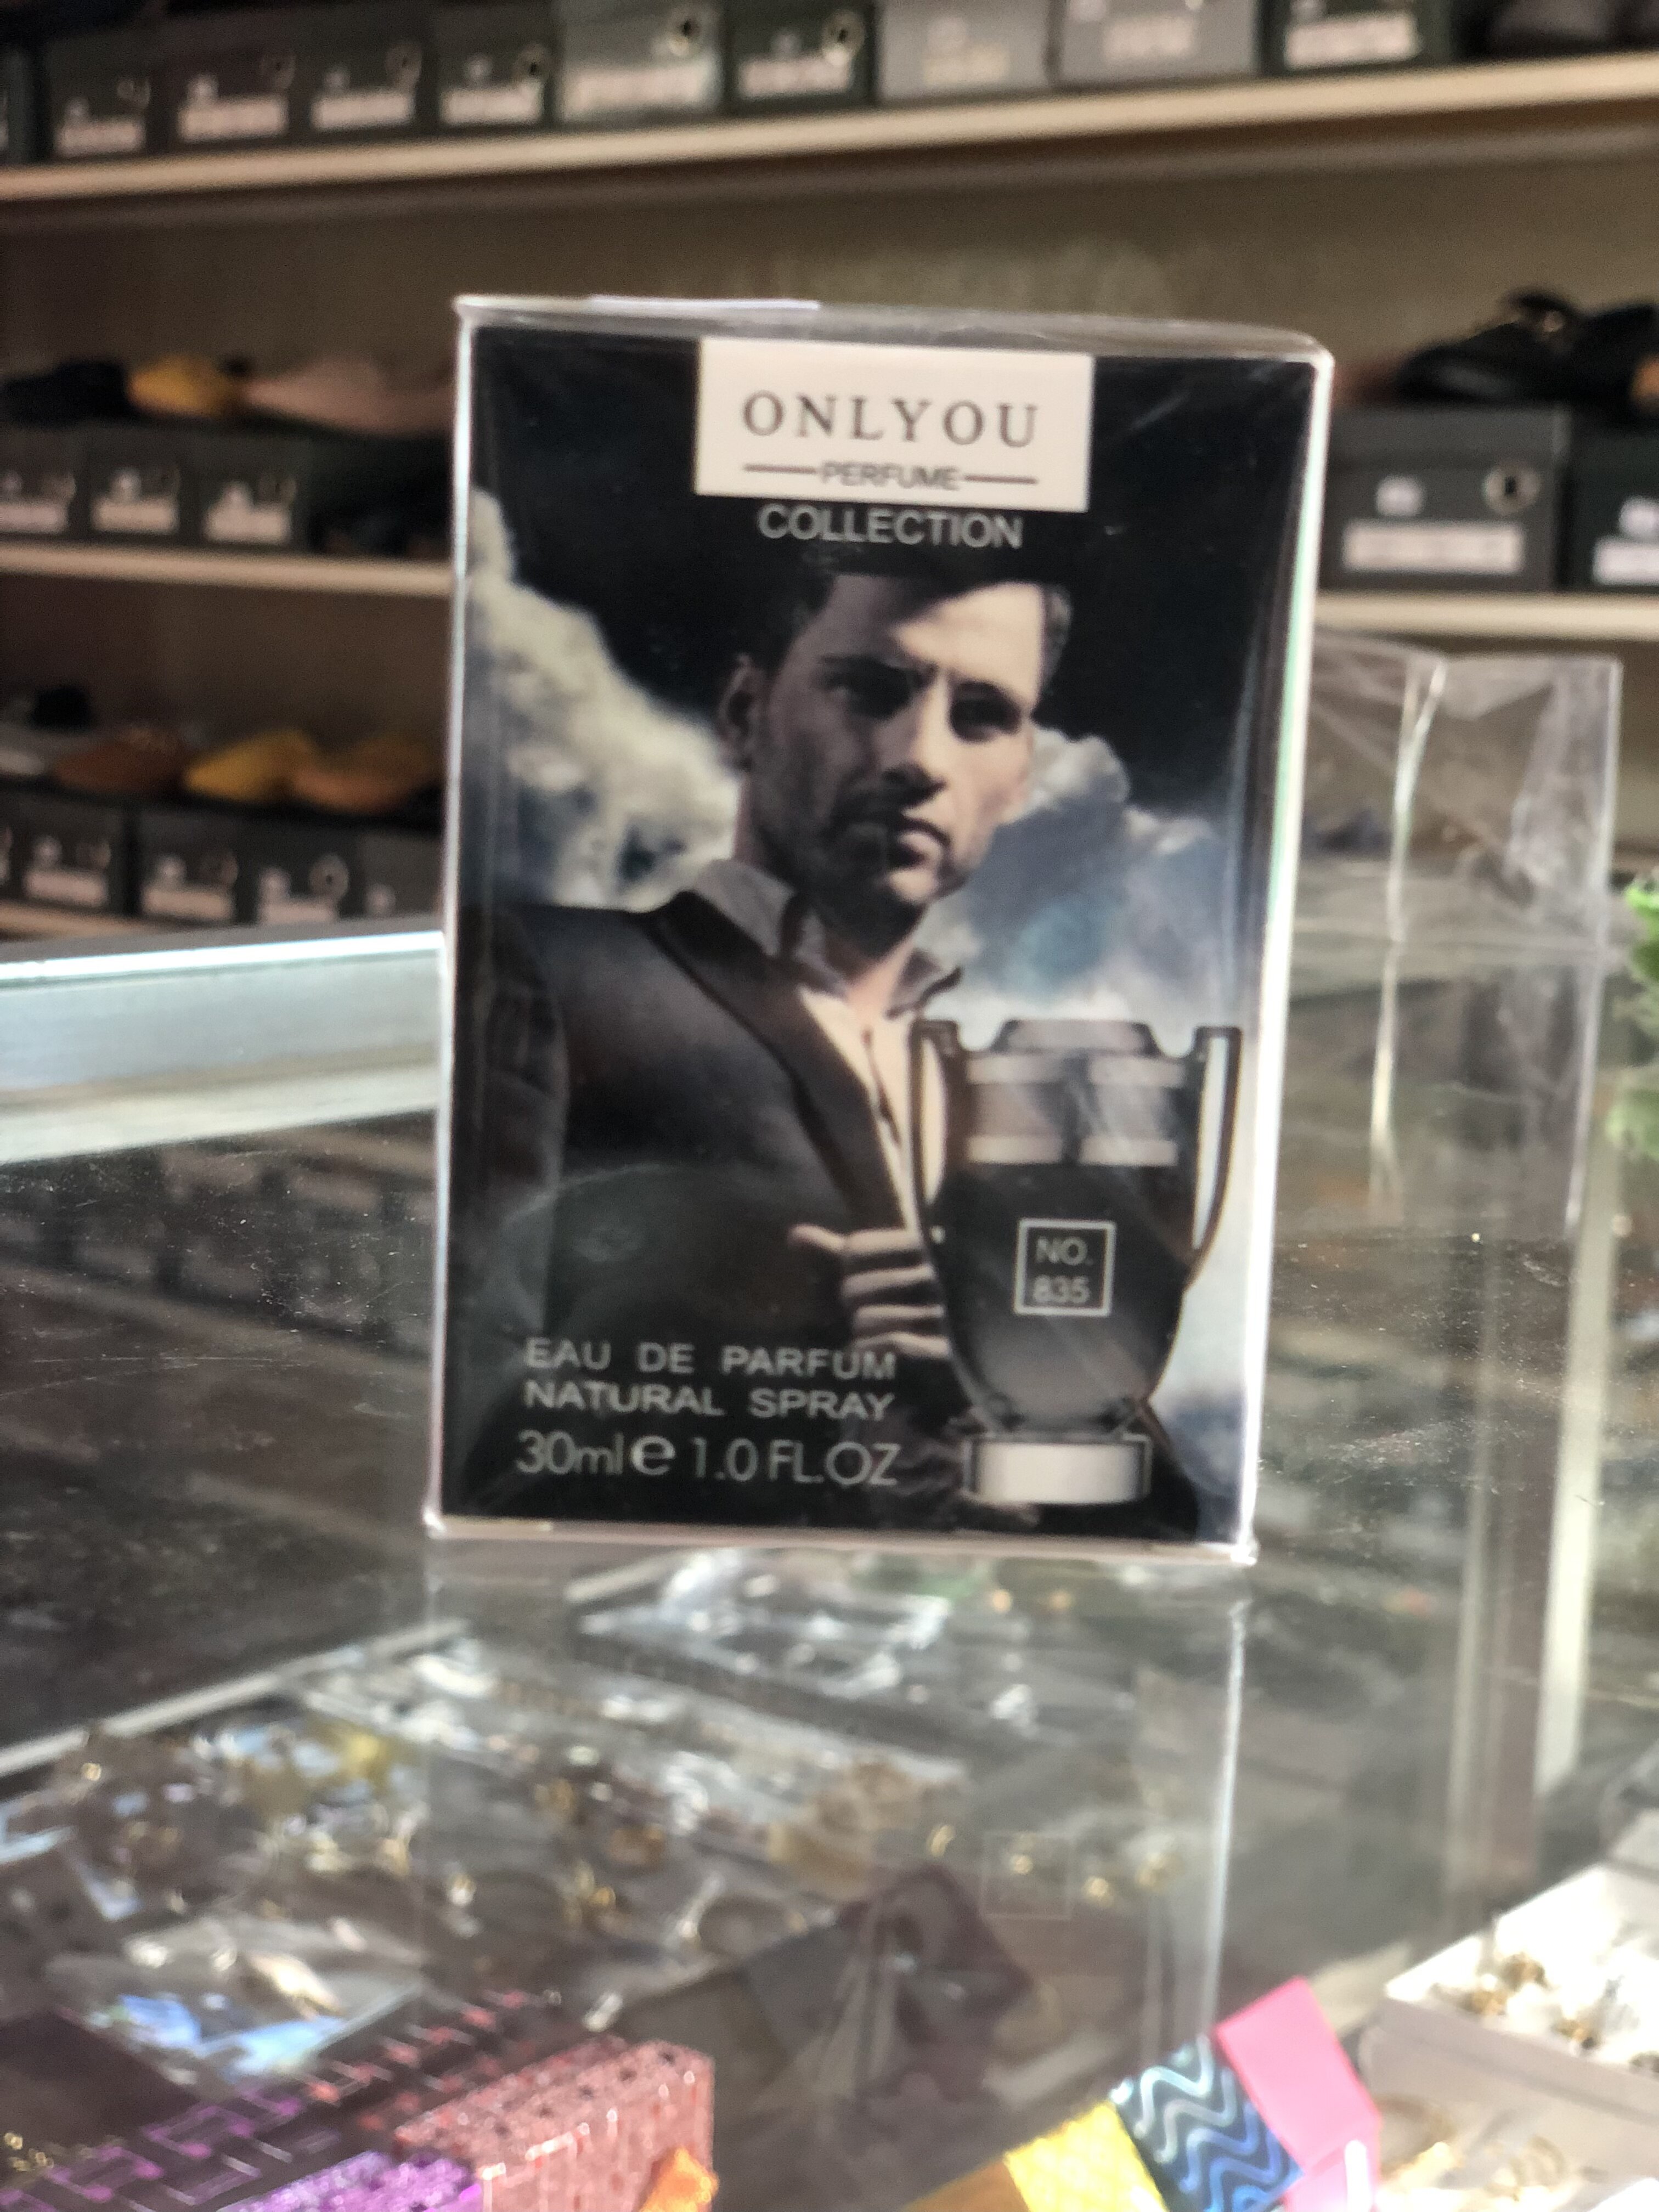 ONLYOU
PERFUME
COLLECTION
NO.
835
EAU DE PARFUM
NATURAL SPRAY
30ml e 1.0 FL.OZ